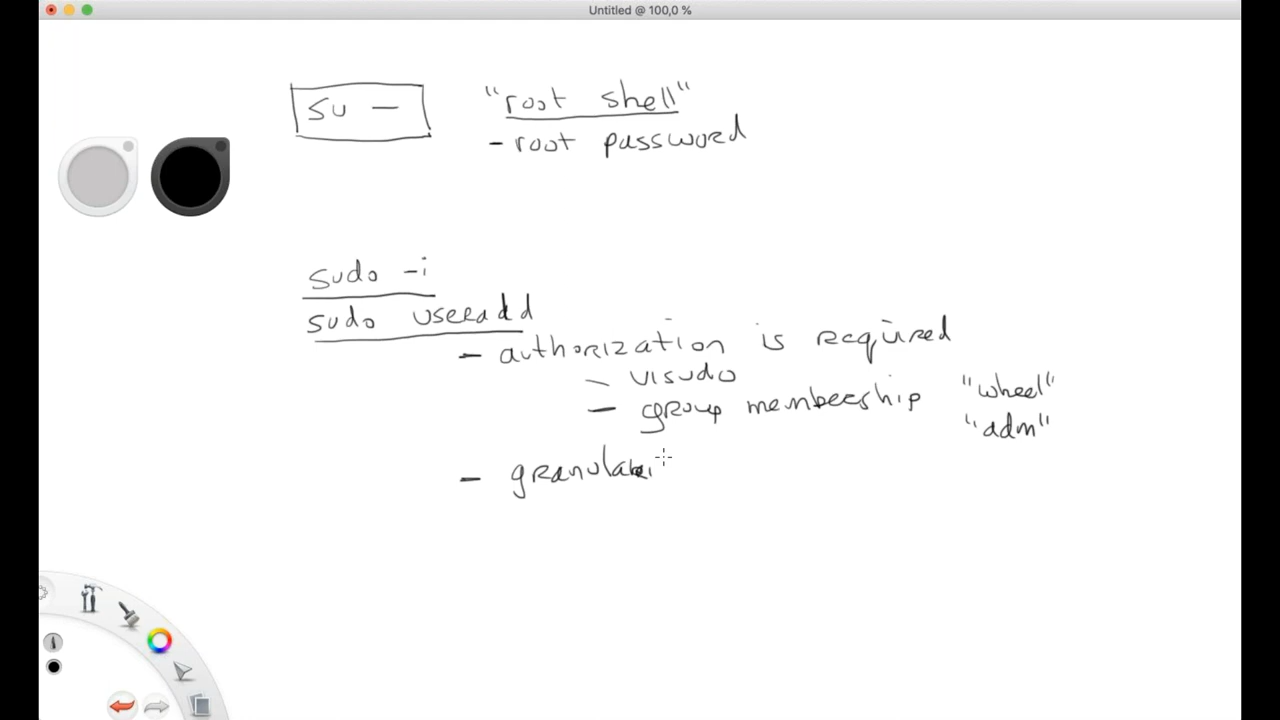 Untitled @ 100,0 %
su - "root shell"
- root password
sudo -i
sudo useradd
- authorization is required
- visudo
- group membership "wheel"
"adm"
-